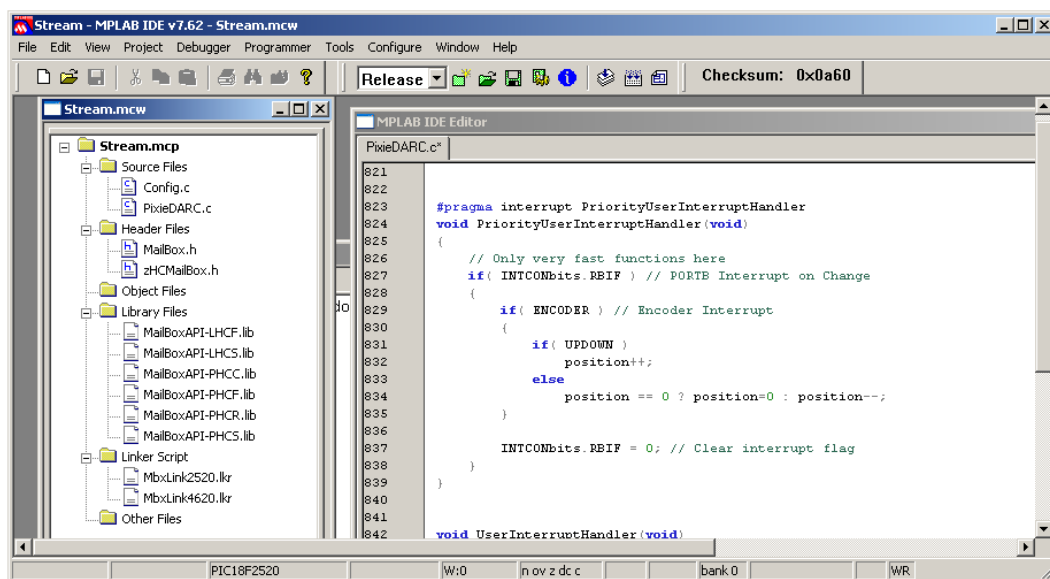 Stream - MPLAB IDE v7.62 - Stream.mcw
File Edit View Project Debugger Programmer Tools Configure Window Help
Release Checksum: 0x0a60
Stream.mcw
Stream.mcp
Source Files
Config.c
PixieDARC.c
Header Files
MailBox.h
zHCMailBox.h
Object Files
Library Files
MailBoxAPI-LHCF.lib
MailBoxAPI-LHCS.lib
MailBoxAPI-PHCC.lib
MailBoxAPI-PHCF.lib
MailBoxAPI-PHCR.lib
MailBoxAPI-PHCS.lib
Linker Script
MbxLink2520.lkr
MbxLink4620.lkr
Other Files
do
MPLAB IDE Editor
PixieDARC.c*
821
822
823 #pragma interrupt PriorityUserInterruptHandler
824 void PriorityUserInterruptHandler(void)
825 {
826 // Only very fast functions here
827 if( INTCONbits.RBIF ) // PORTB Interrupt on Change
828 {
829 if( ENCODER ) // Encoder Interrupt
830 {
831 if( UPDOWN )
832 position++;
833 else
834 position == 0 ? position=0 : position--;
835 }
836
837 INTCONbits.RBIF = 0; // Clear interrupt flag
838 }
839 }
840
841
842 void UserInterruptHandler(void)
PIC18F2520 W:0 n ov z dc c bank 0 WR